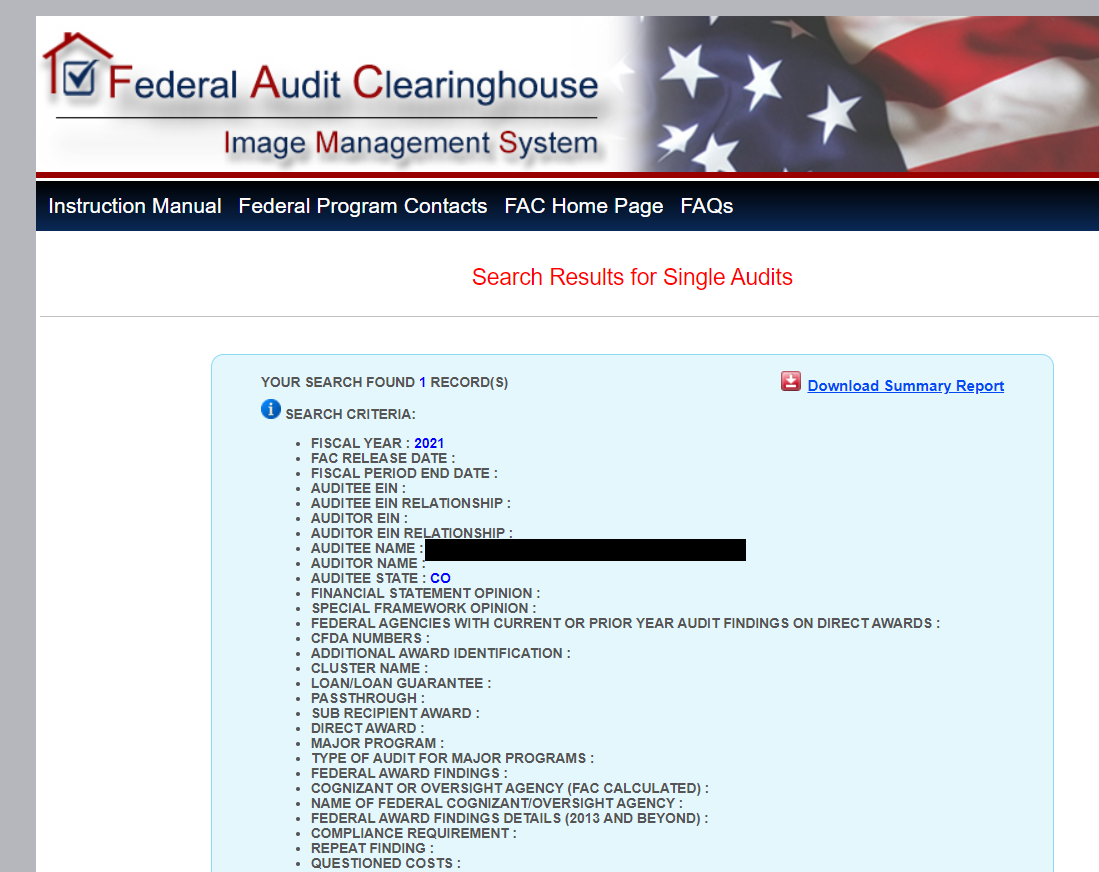 Federal Audit Clearinghouse
Image Management System
Instruction Manual Federal Program Contacts FAC Home Page FAQs
Search Results for Single Audits
YOUR SEARCH FOUND 1 RECORD(S)
Download Summary Report
SEARCH CRITERIA:
FISCAL YEAR : 2021
FAC RELEASE DATE :
FISCAL PERIOD END DATE :
AUDITEE EIN :
AUDITEE EIN RELATIONSHIP :
AUDITOR EIN :
AUDITOR EIN RELATIONSHIP :
AUDITEE NAME :
AUDITOR NAME :
AUDITEE STATE : CO
FINANCIAL STATEMENT OPINION :
SPECIAL FRAMEWORK OPINION :
FEDERAL AGENCIES WITH CURRENT OR PRIOR YEAR AUDIT FINDINGS ON DIRECT AWARDS :
CFDA NUMBERS :
ADDITIONAL AWARD IDENTIFICATION :
CLUSTER NAME :
LOAN/LOAN GUARANTEE :
PASSTHROUGH :
SUB RECIPIENT AWARD :
DIRECT AWARD :
MAJOR PROGRAM :
TYPE OF AUDIT FOR MAJOR PROGRAMS :
FEDERAL AWARD FINDINGS :
COGNIZANT OR OVERSIGHT AGENCY (FAC CALCULATED) :
NAME OF FEDERAL COGNIZANT/OVERSIGHT AGENCY :
FEDERAL AWARD FINDINGS DETAILS (2013 AND BEYOND) :
COMPLIANCE REQUIREMENT :
REPEAT FINDING :
QUESTIONED COSTS :